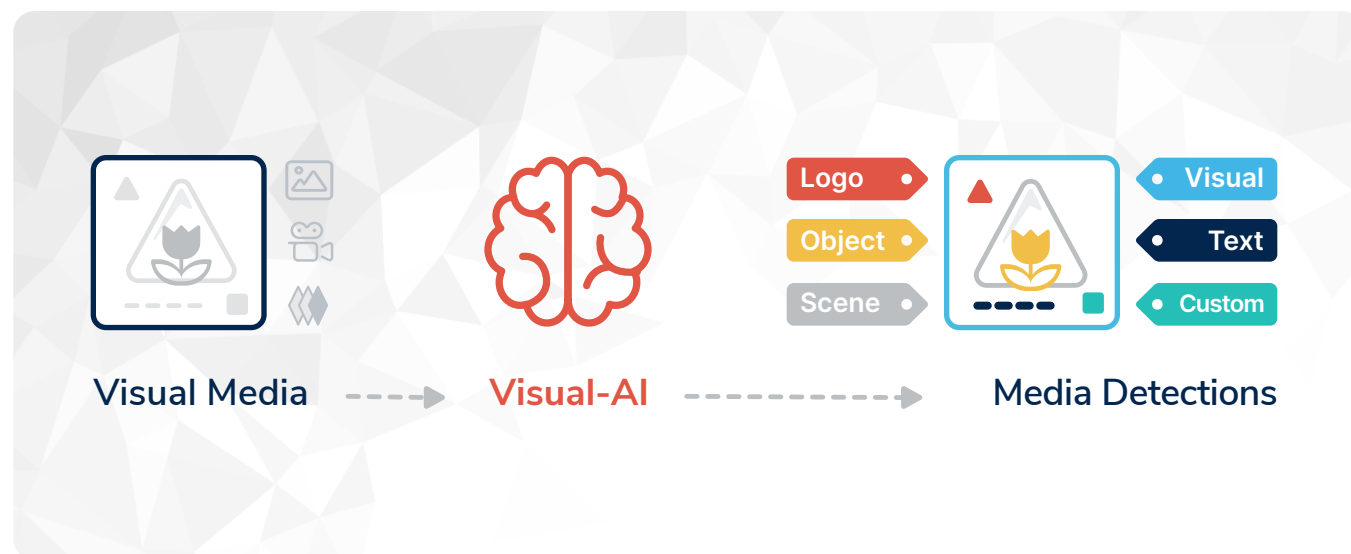 Logo
Object
Scene
Visual
Text
Custom
Visual Media
Visual-AI
Media Detections